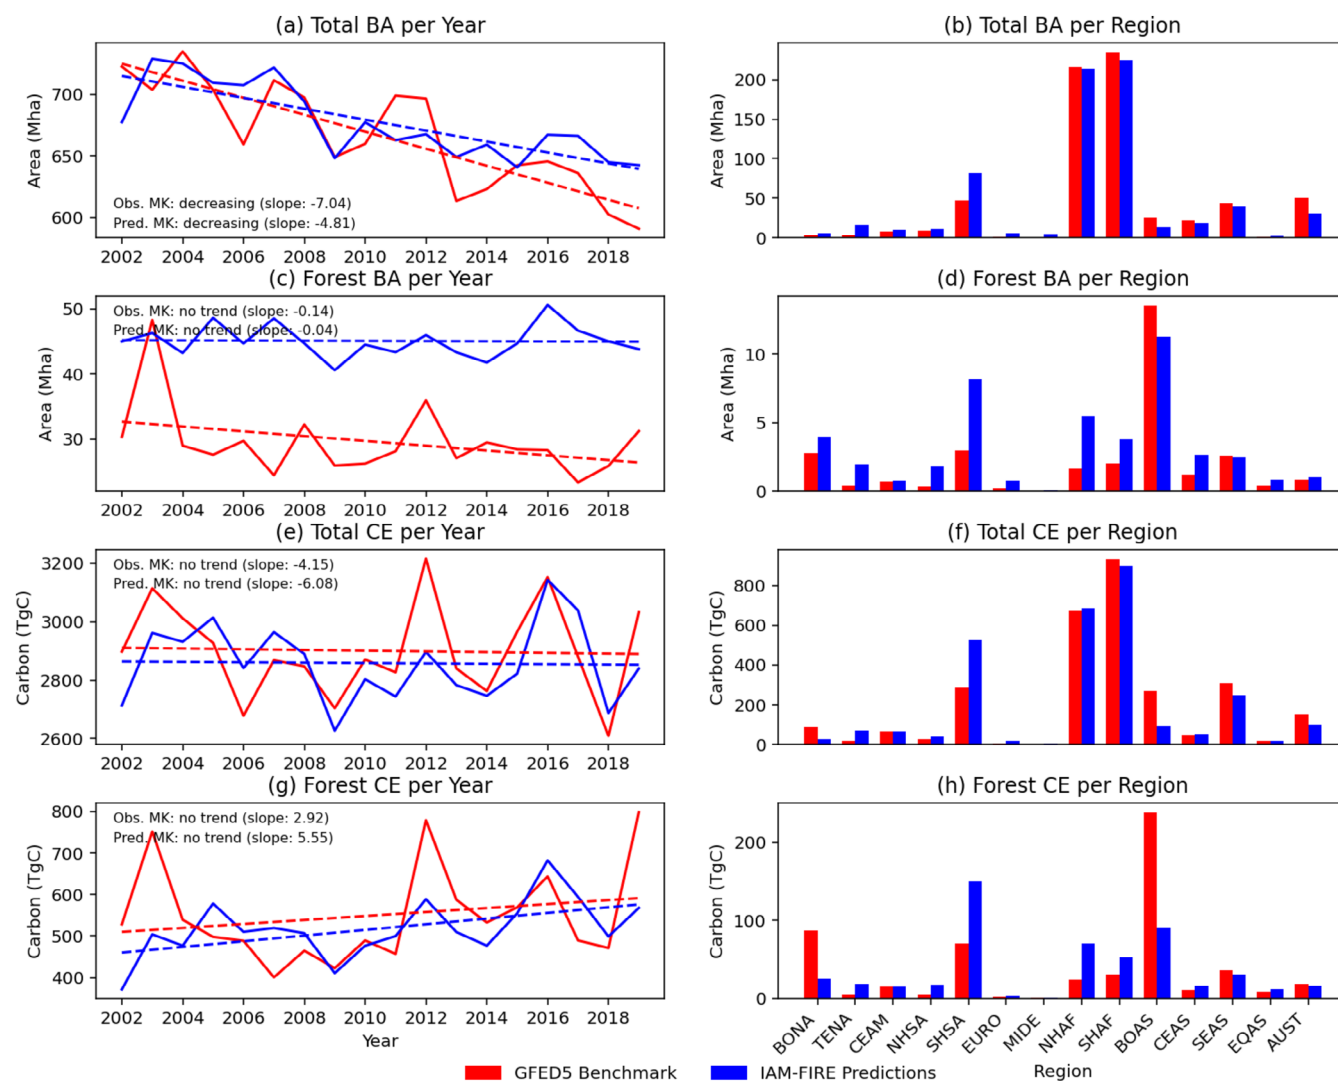 (a) Total BA per Year
Area (Mha)
700
650
600
Obs. MK: decreasing (slope: -7.04)
Pred. MK: decreasing (slope: -4.81)
2002 2004 2006 2008 2010 2012 2014 2016 2018
(b) Total BA per Region
Area (Mha)
200
150
100
50
0
(c) Forest BA per Year
Area (Mha)
50
40
30
Obs. MK: no trend (slope: -0.14)
Pred. MK: no trend (slope: -0.04)
2002 2004 2006 2008 2010 2012 2014 2016 2018
(d) Forest BA per Region
Area (Mha)
10
5
0
(e) Total CE per Year
Carbon (TgC)
3200
3000
2800
2600
Obs. MK: no trend (slope: -4.15)
Pred. MK: no trend (slope: -6.08)
2002 2004 2006 2008 2010 2012 2014 2016 2018
(f) Total CE per Region
Carbon (TgC)
800
600
400
200
0
(g) Forest CE per Year
Carbon (TgC)
800
700
600
500
400
Obs. MK: no trend (slope: 2.92)
Pred. MK: no trend (slope: 5.55)
2002 2004 2006 2008 2010 2012 2014 2016 2018
Year
(h) Forest CE per Region
Carbon (TgC)
200
100
0
BONA TENA CEAM NHSA SHSA EURO MIDE NHAF SHAF BOAS CEAS SEAS EQAS AUST
Region
GFED5 Benchmark
IAM-FIRE Predictions